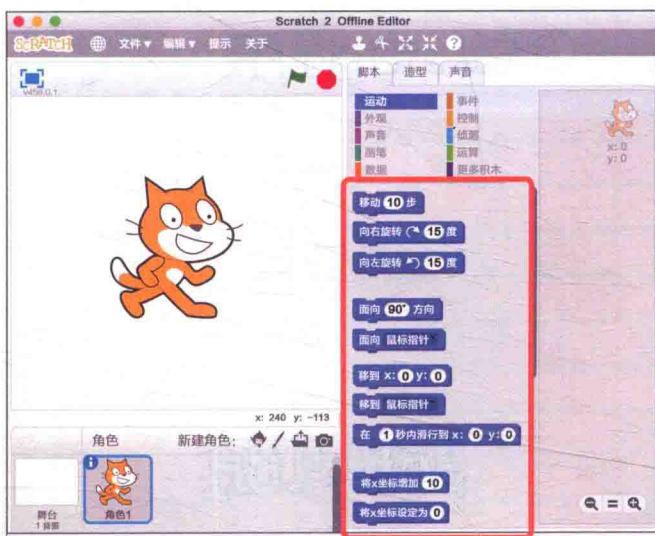 Scratch 2 Offline Editor
SCRATCH 文件▼ 编辑▼ 提示 关于
v458.0.1
脚本 造型 声音
运动 事件
外观 控制
声音 侦测
画笔 运算
数据 更多积木
x: 0
y: 0
移动 10 步
向右旋转 15 度
向左旋转 15 度
面向 90° 方向
面向 鼠标指针
移到 x: 0 y: 0
移到 鼠标指针
在 1 秒内滑行到 x: 0 y: 0
将x坐标增加 10
将x坐标设定为 0
x: 240 y: -113
角色 新建角色:
舞台
1 背景
角色1